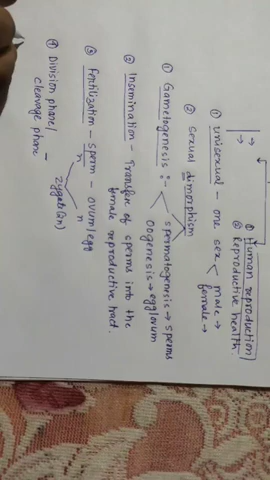 ① Human reproduction/
② Reproductive health
① Unisexual - one sex < male →
female →
② Sexual dimorphism
① Gametogenesis :- < spermatogenesis → sperms
Oogenesis → egg/ovum
② Insemination - Transfer of sperms into the
female reproductive tract.
③ Fertilization - sperm - ovum/egg
n n
zygote(2n)
④ Division phase/
cleavage phase -